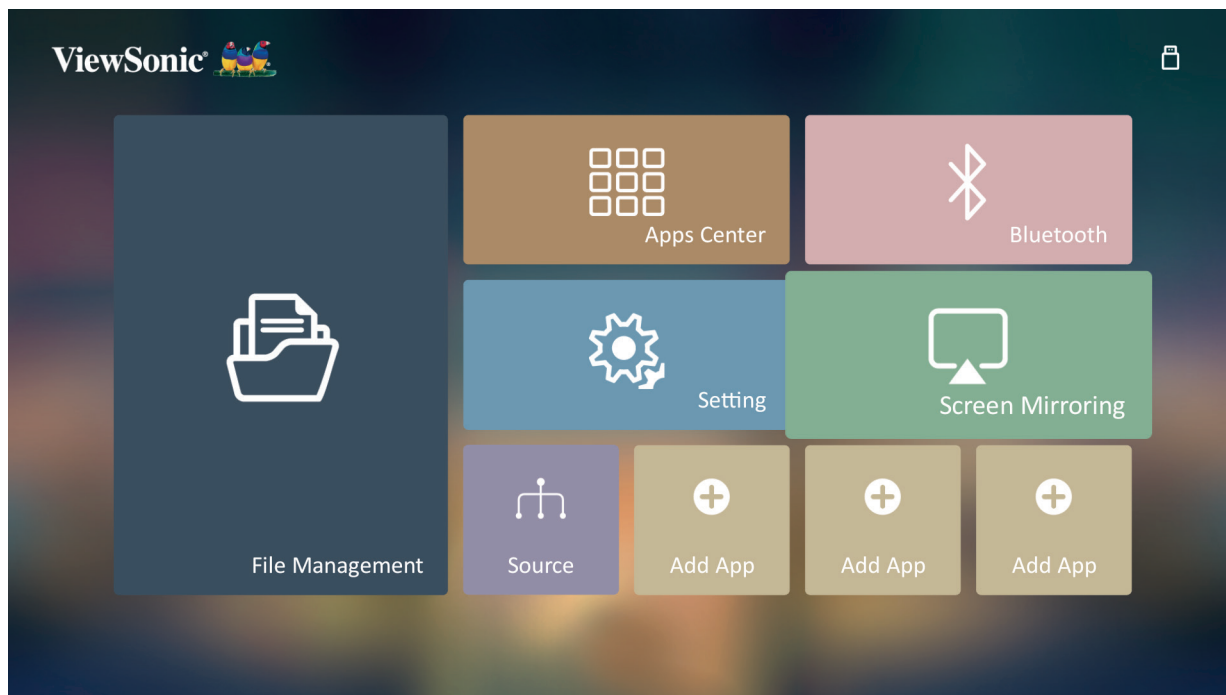 ViewSonic®
Apps Center
Bluetooth
Setting
Screen Mirroring
File Management
Source
Add App
Add App
Add App